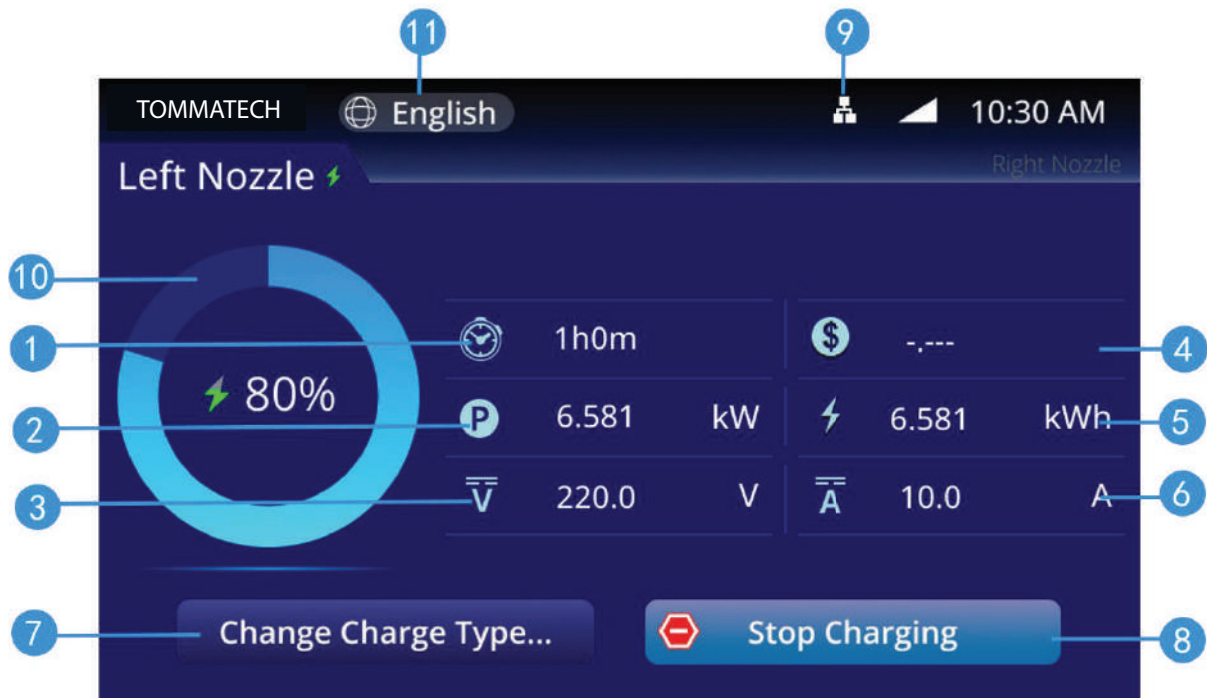 11
9
TOMMATECH
English
10:30 AM
Left Nozzle
Right Nozzle
10
1
1h0m
$
-.---
4
80%
2
P
6.581 kW
6.581 kWh
5
3
V
220.0 V
A
10.0 A
6
7
Change Charge Type...
Stop Charging
8